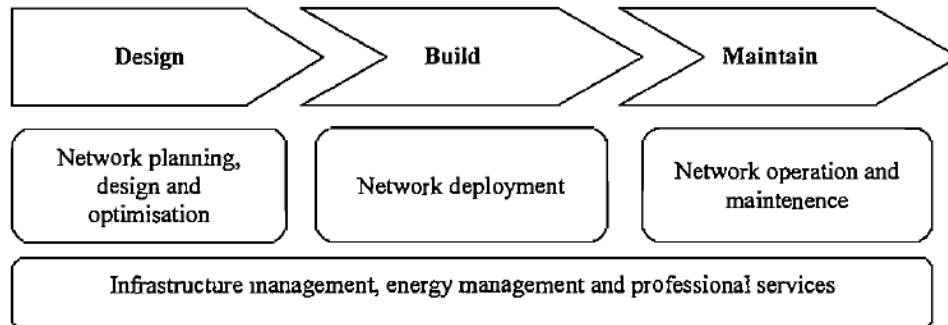 Design
Build
Maintain
Network planning,
design and
optimisation
Network deployment
Network operation and
maintenence
Infrastructure management, energy management and professional services